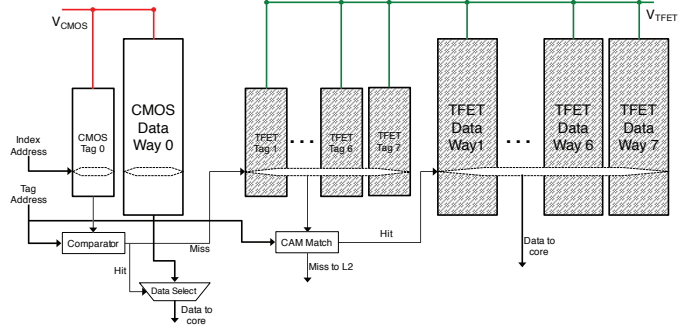 V_CMOS
V_TFET
CMOS
Tag 0
CMOS
Data
Way 0
TFET
Tag 1
. . .
TFET
Tag 6
TFET
Tag 7
TFET
Data
Way1
. . .
TFET
Data
Way 6
TFET
Data
Way 7
Index
Address
Tag
Address
Comparator
Miss
Hit
Data Select
Data to
core
CAM Match
Hit
Miss to L2
Data to
core